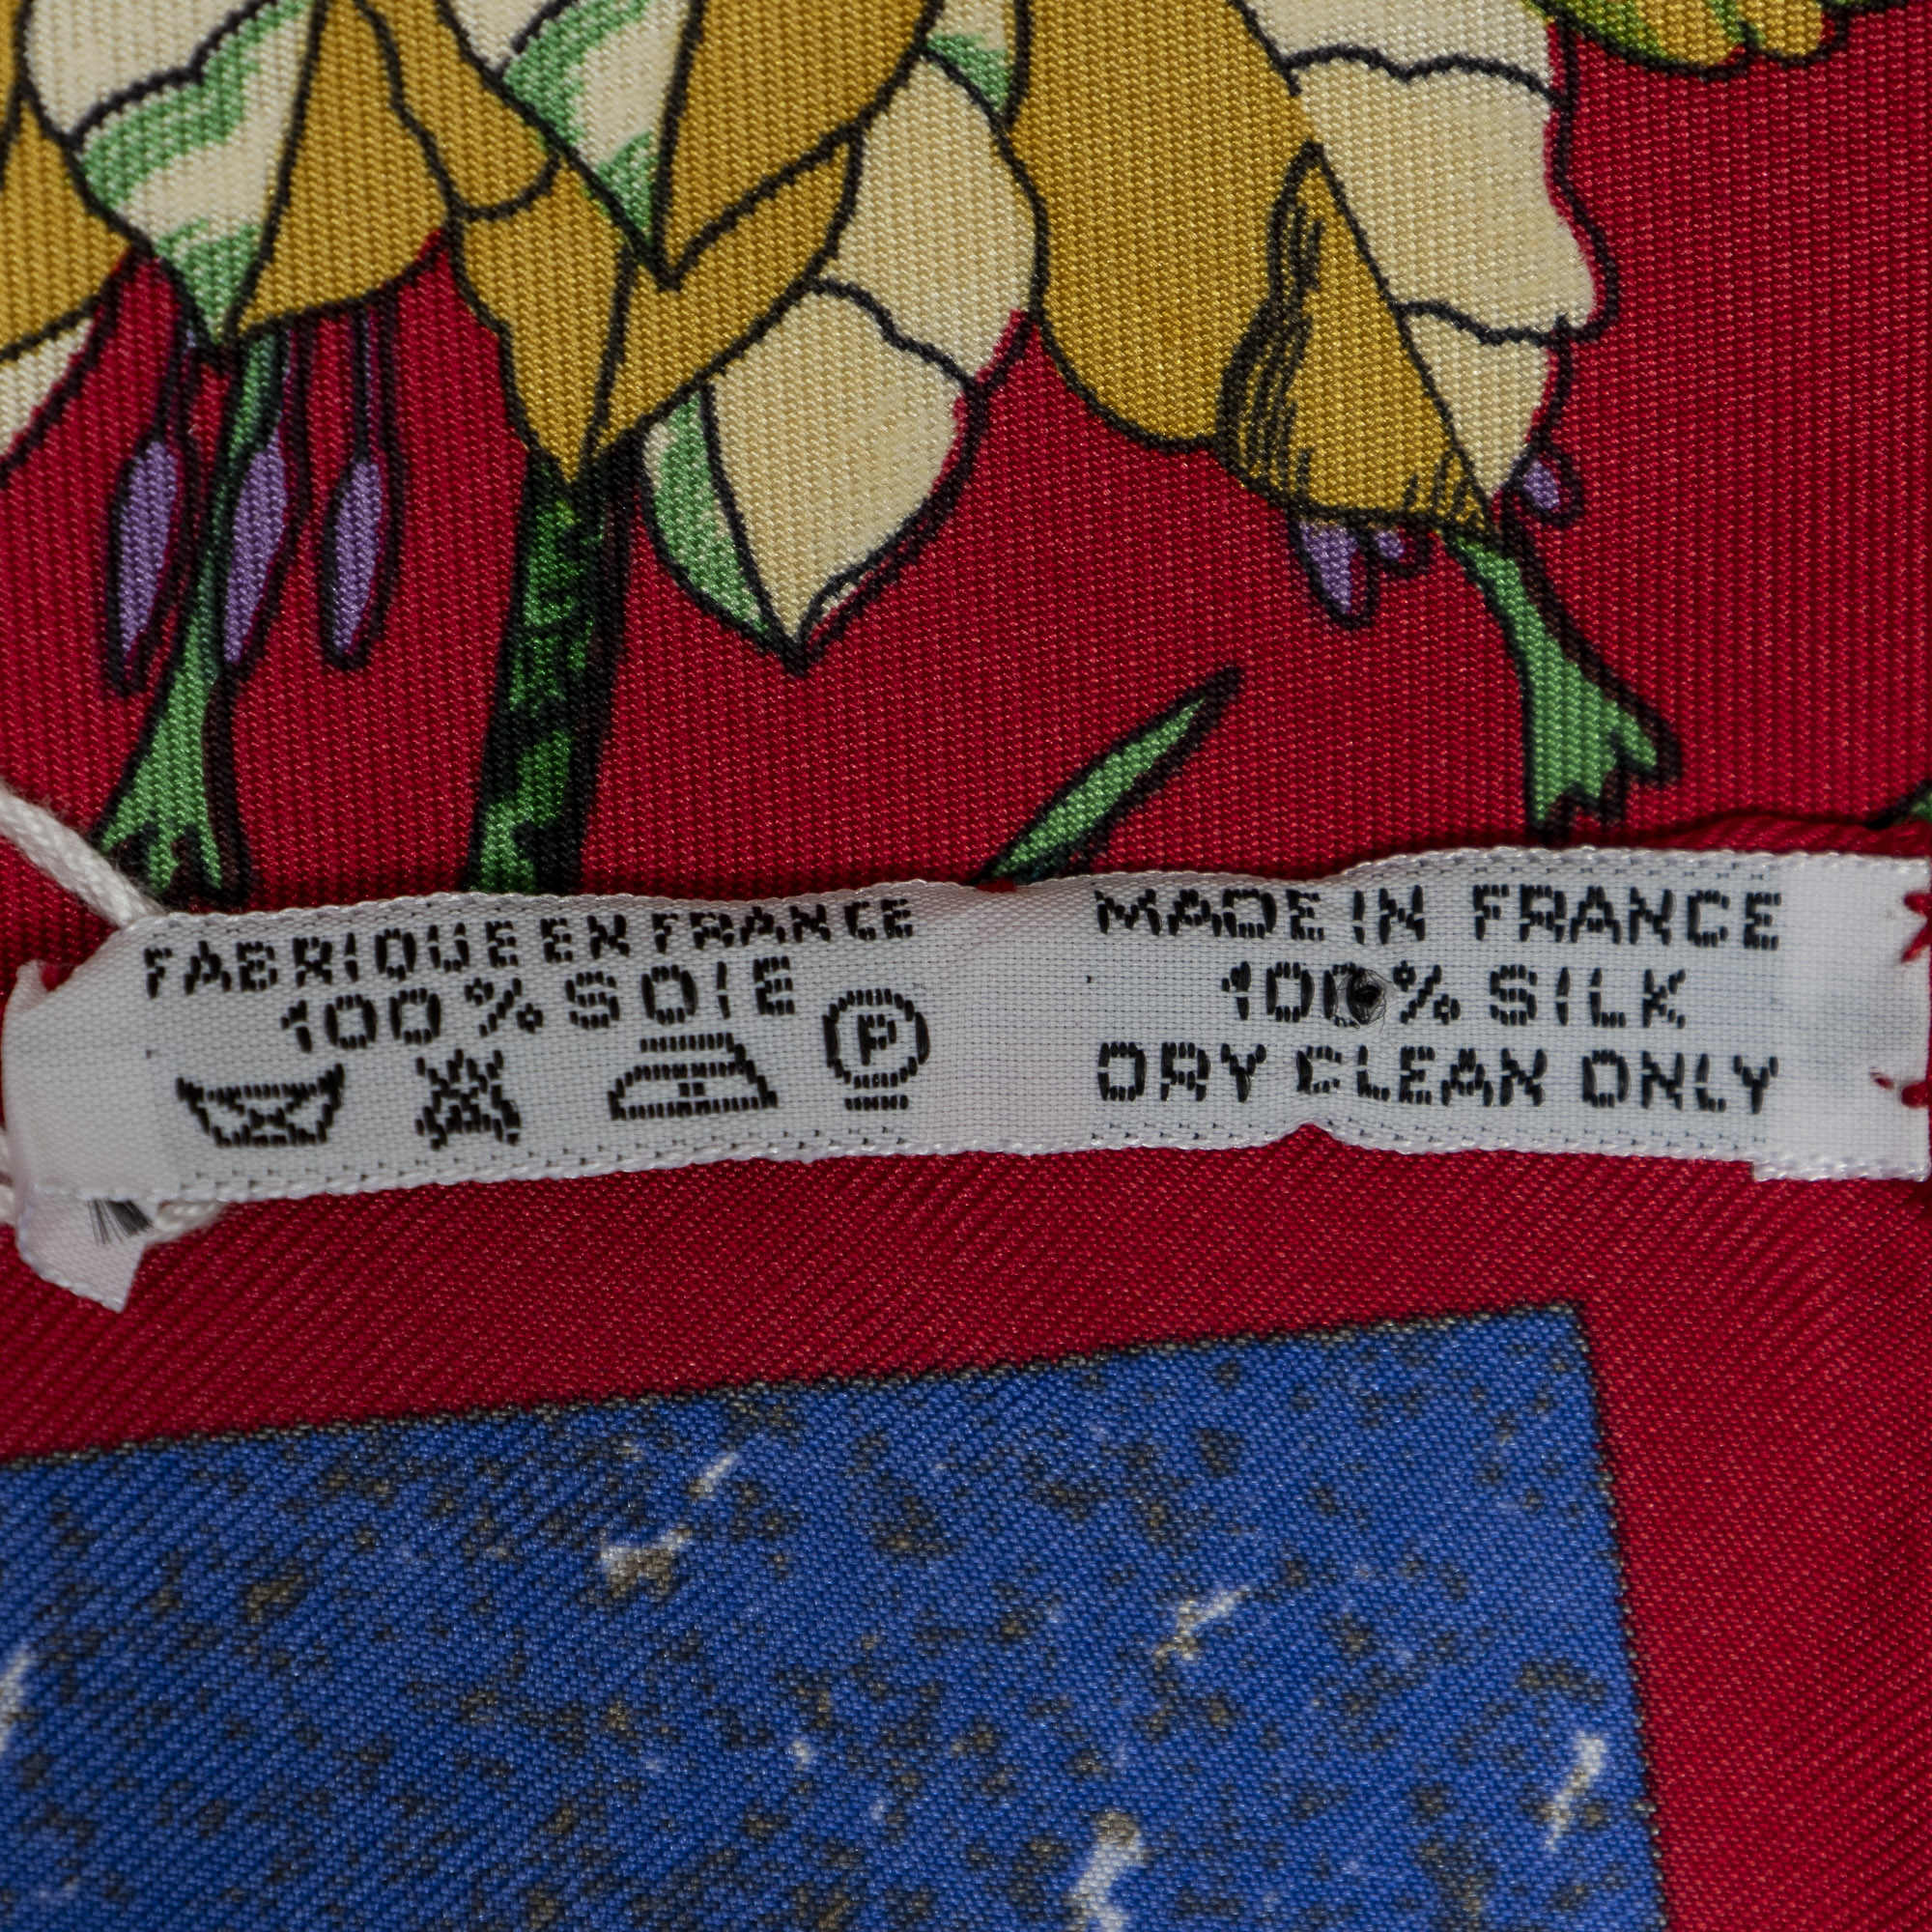 FABRIQUE EN FRANCE
100% SOIE
P
MADE IN FRANCE
100% SILK
DRY CLEAN ONLY